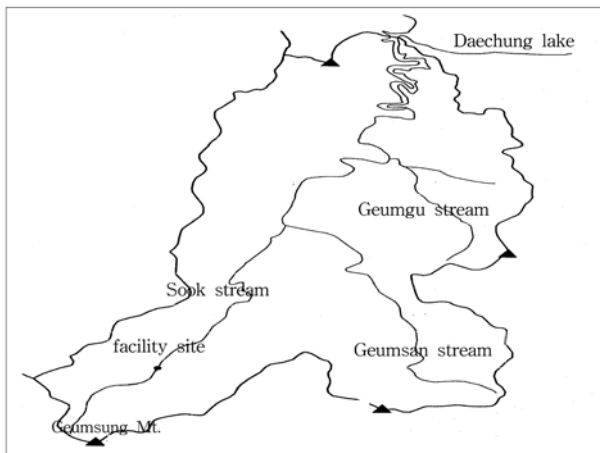 Daechung lake
Geumgu stream
Sook stream
facility site
Geumsan stream
Geumsung Mt.